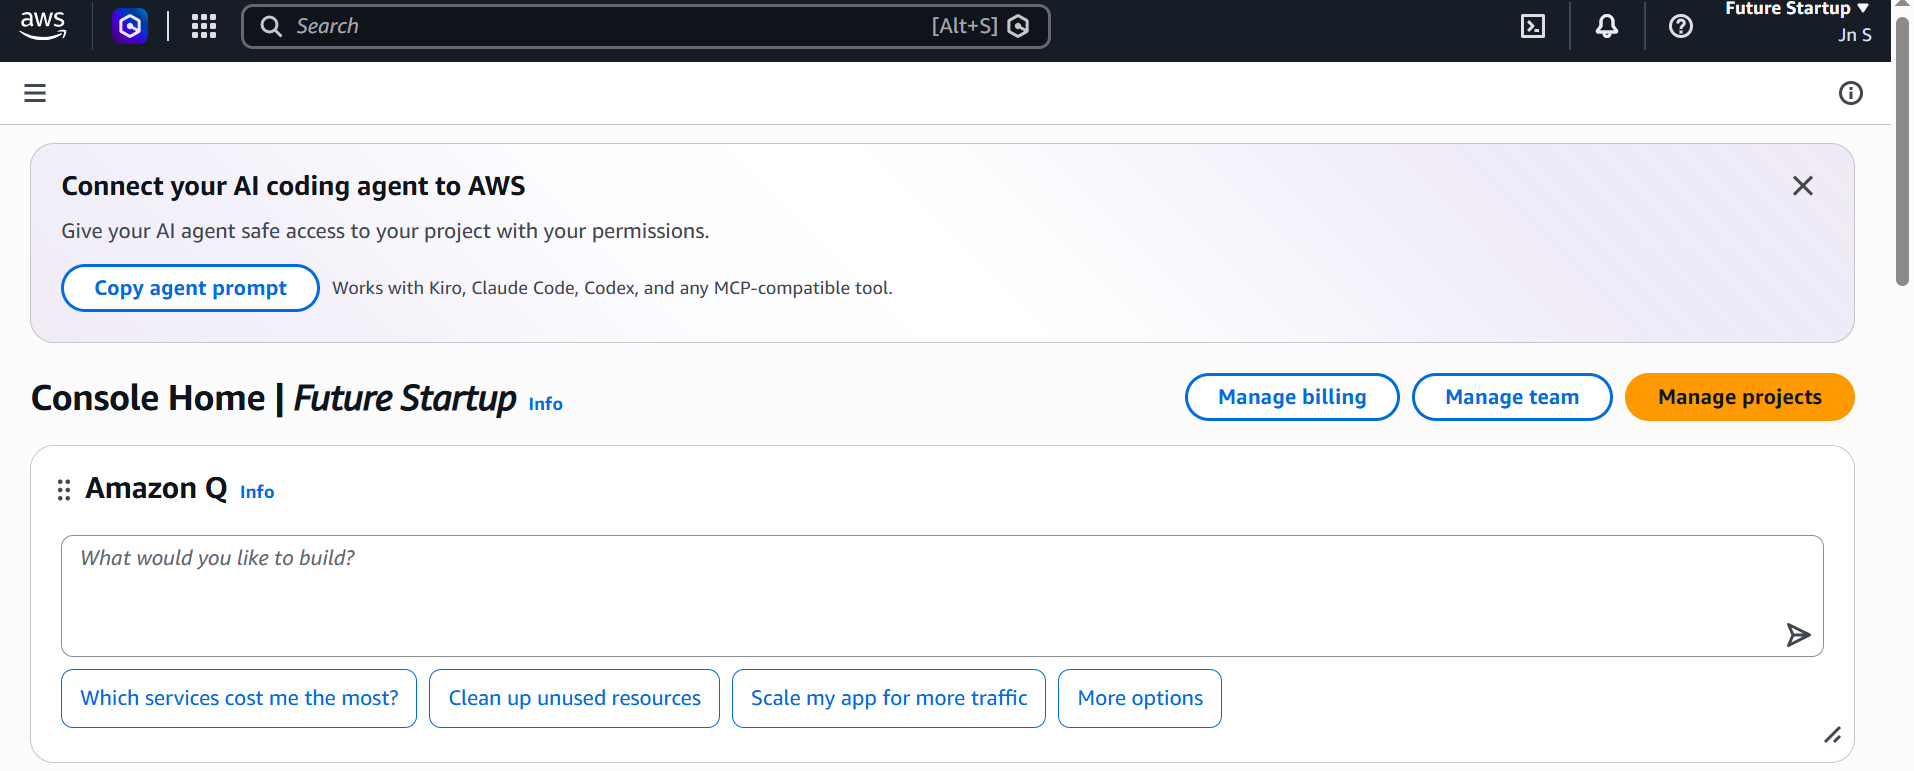 aws
Search [Alt+S]
Future Startup
Jn S
Connect your AI coding agent to AWS
Give your AI agent safe access to your project with your permissions.
Copy agent prompt Works with Kiro, Claude Code, Codex, and any MCP-compatible tool.
Console Home | Future Startup Info
Manage billing Manage team Manage projects
Amazon Q Info
What would you like to build?
Which services cost me the most? Clean up unused resources Scale my app for more traffic More options